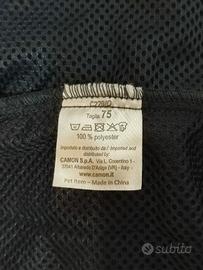 Taglia: 75
100 % polyester
importato e distribuito da / Imported and
distributed by:
CAMON S.p.A. Via L. Cosentino 1 -
37041 Albaredo D'Adige (VR) - Italy -
www.camon.it
Pet Item - Made in China
subito